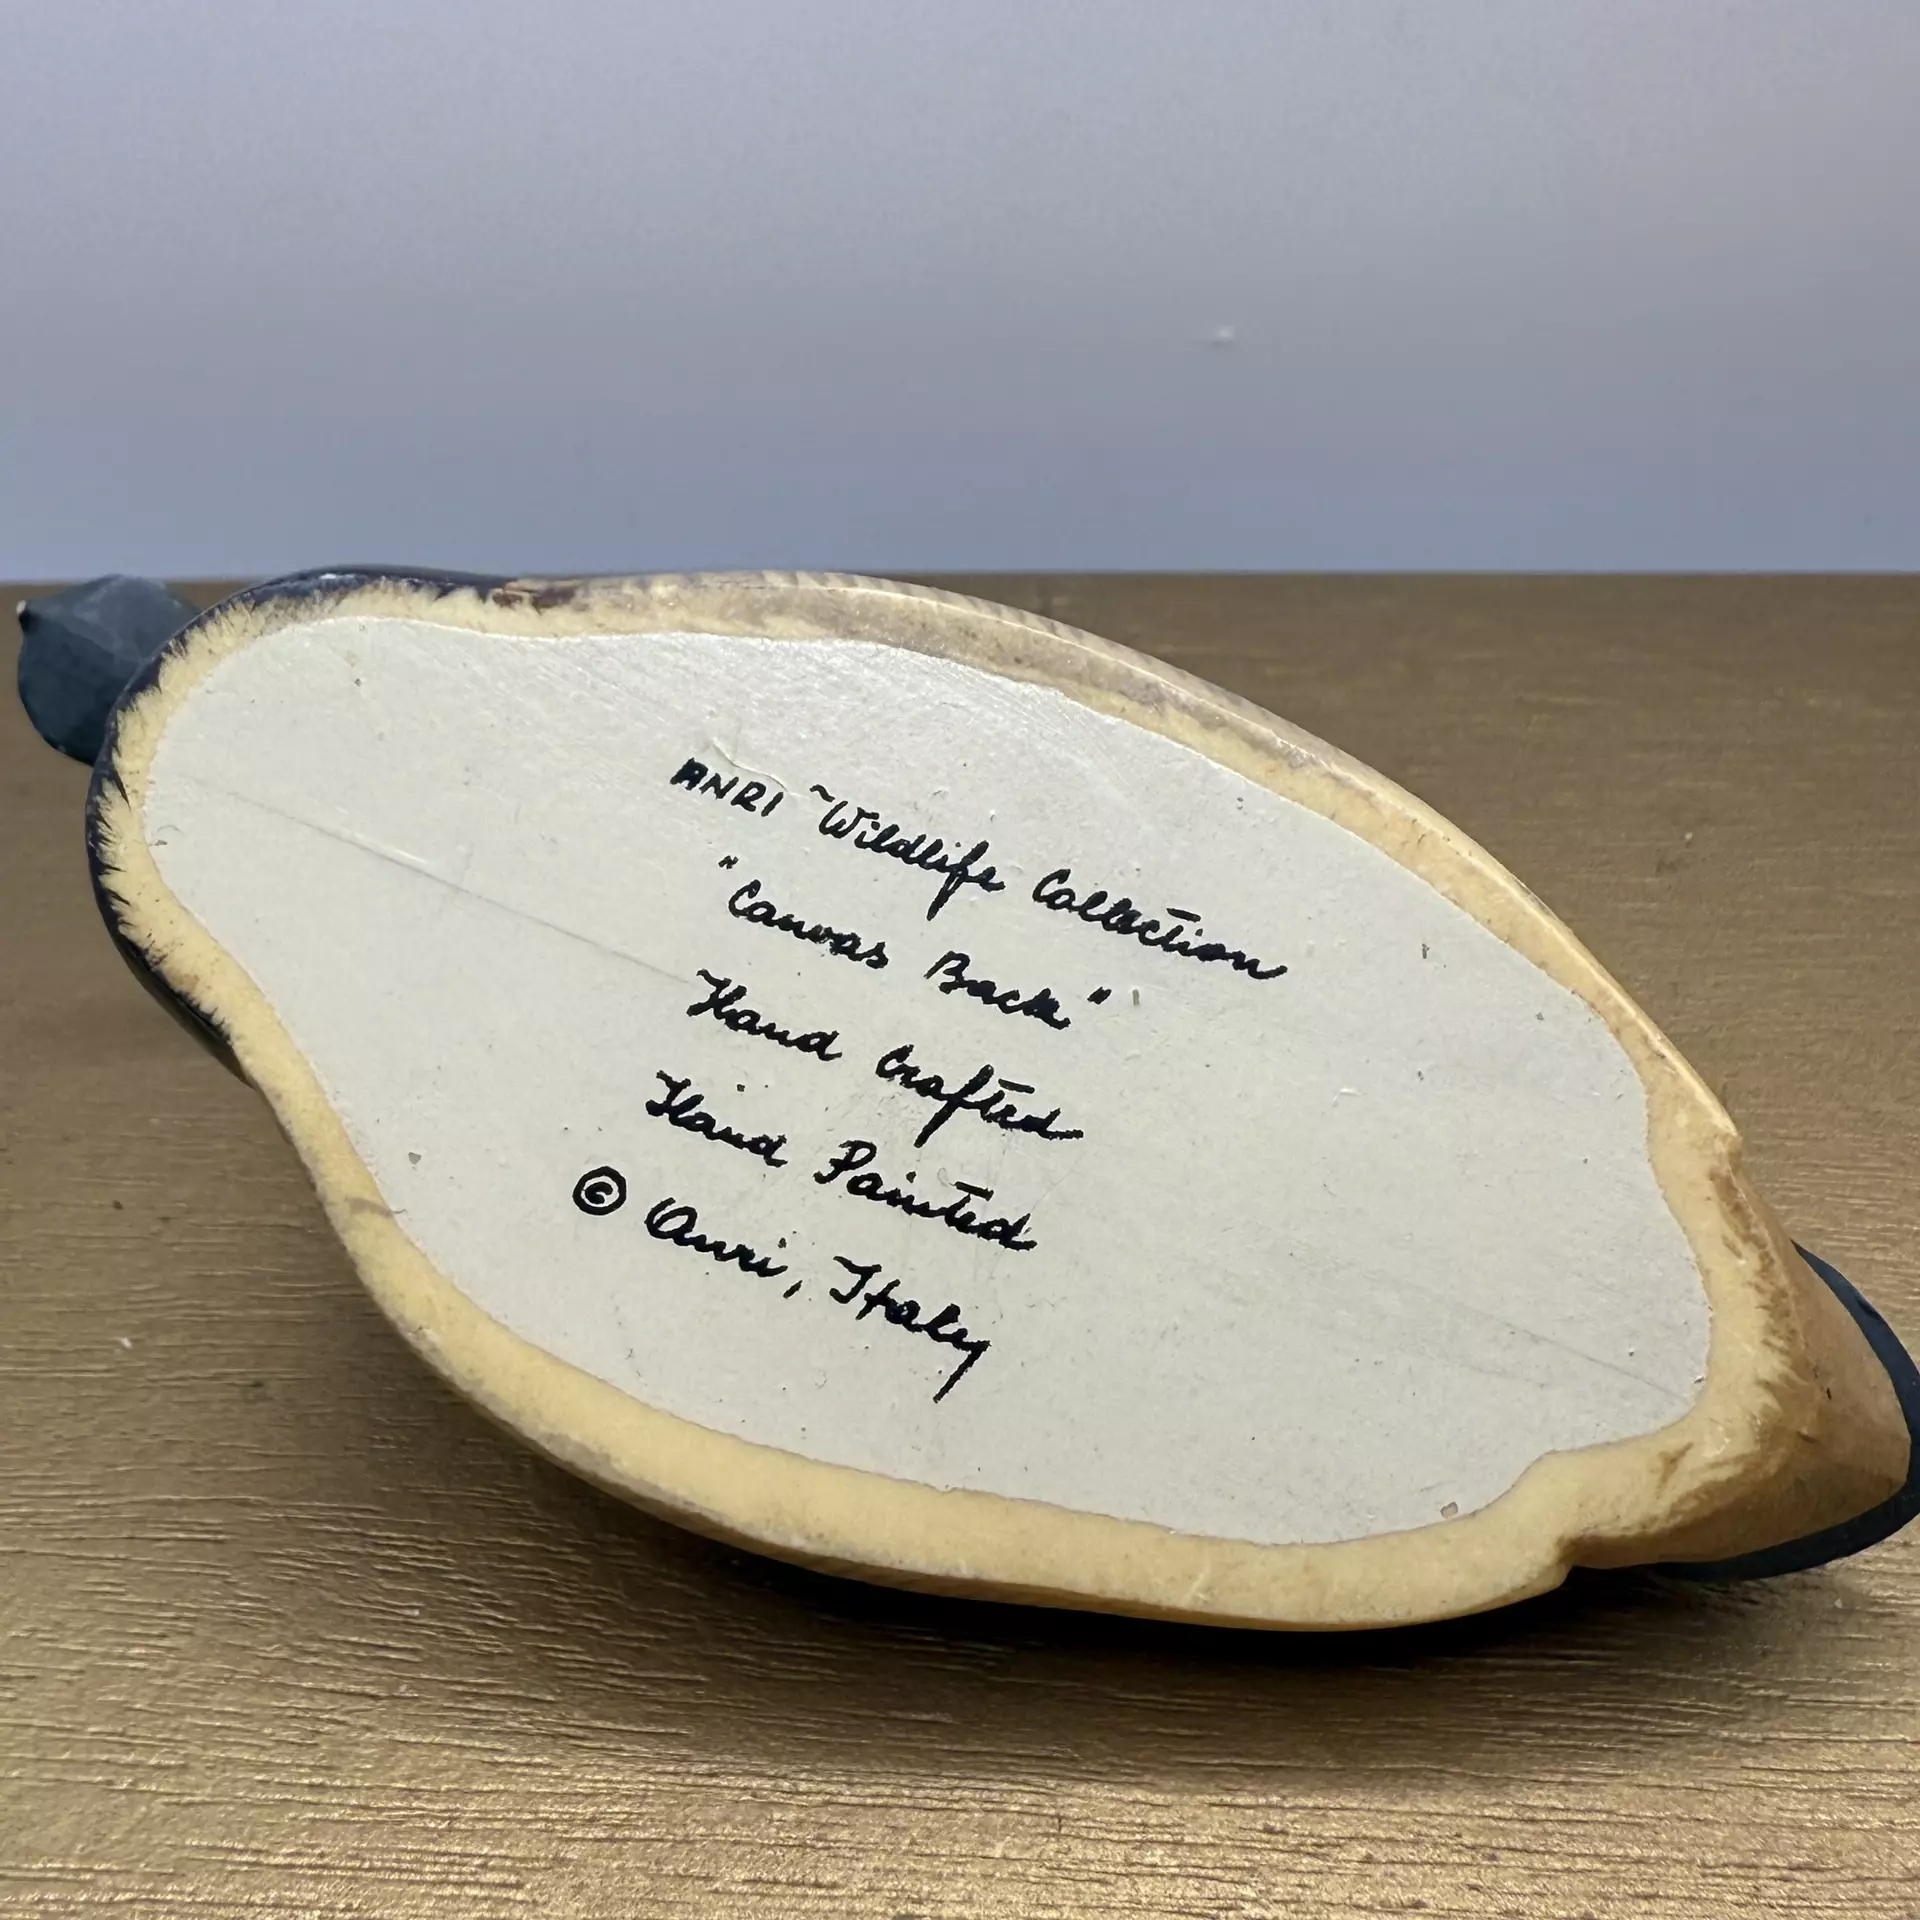 ANRI ~ Wildlife Collection
"Canvas Back"
Hand Crafted
Hand Painted
© Anri, Italy